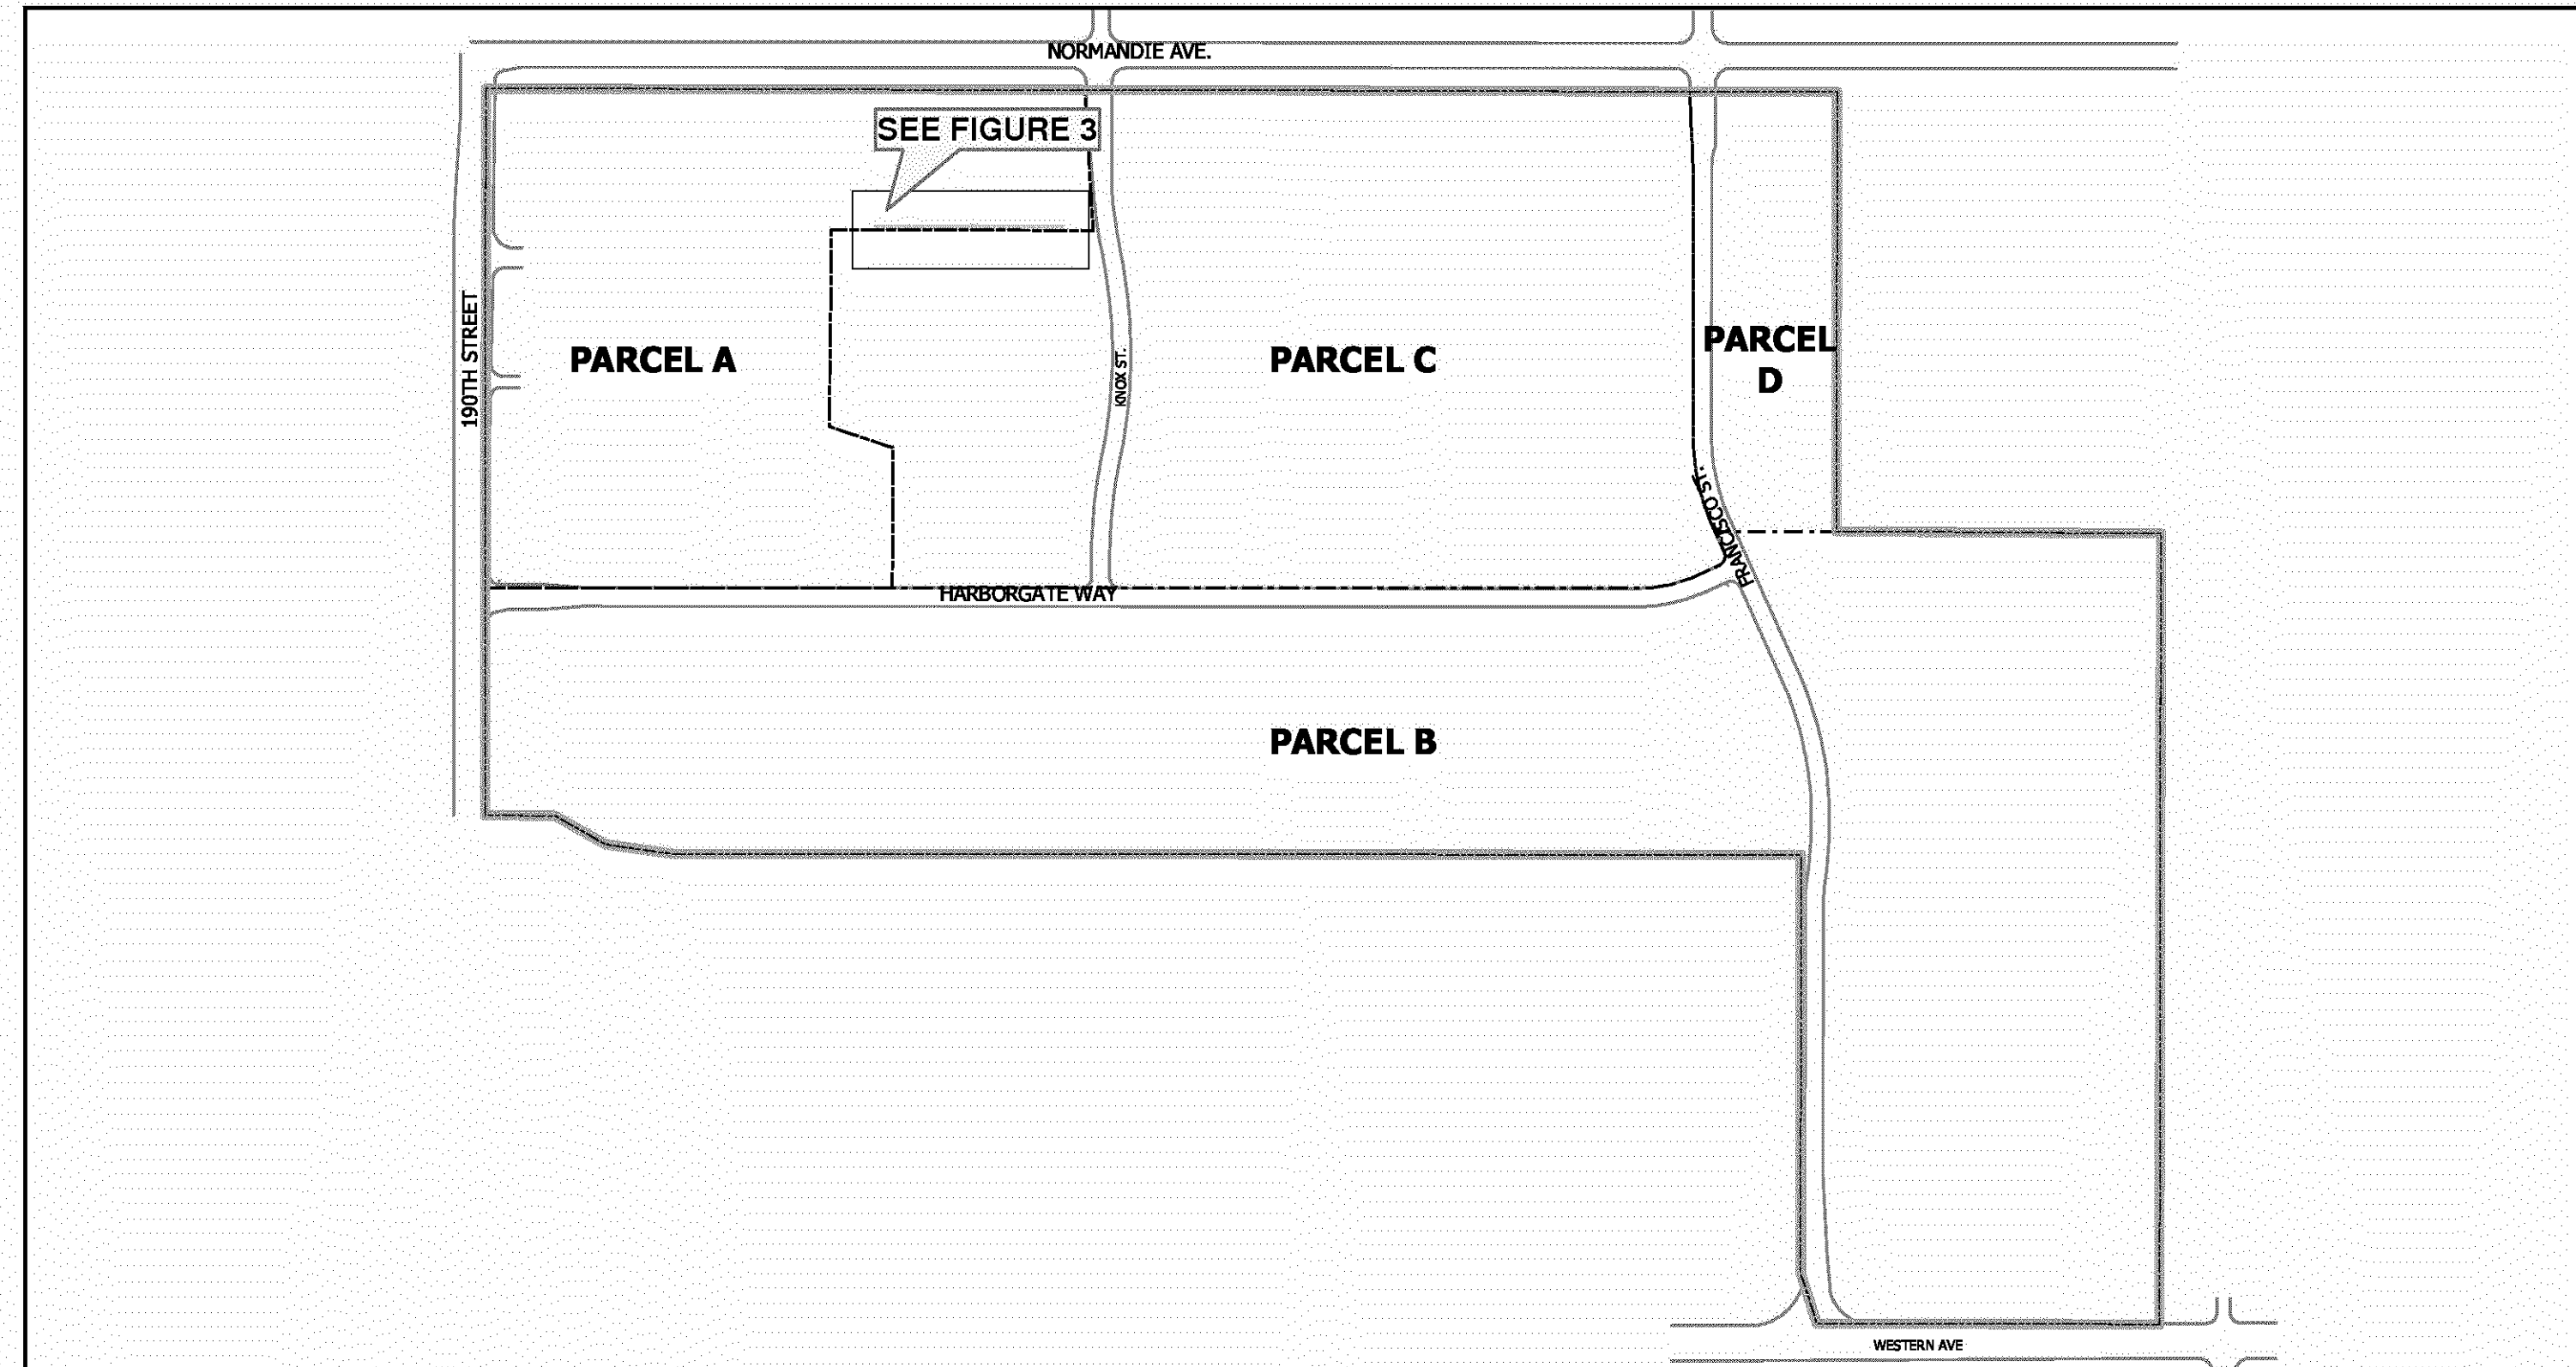 NORMANDIE AVE.
SEE FIGURE 3
190TH STREET
PARCEL A
KNOX ST.
PARCEL C
PARCEL
D
FRANCISCO ST.
HARBORGATE WAY
PARCEL B
WESTERN AVE